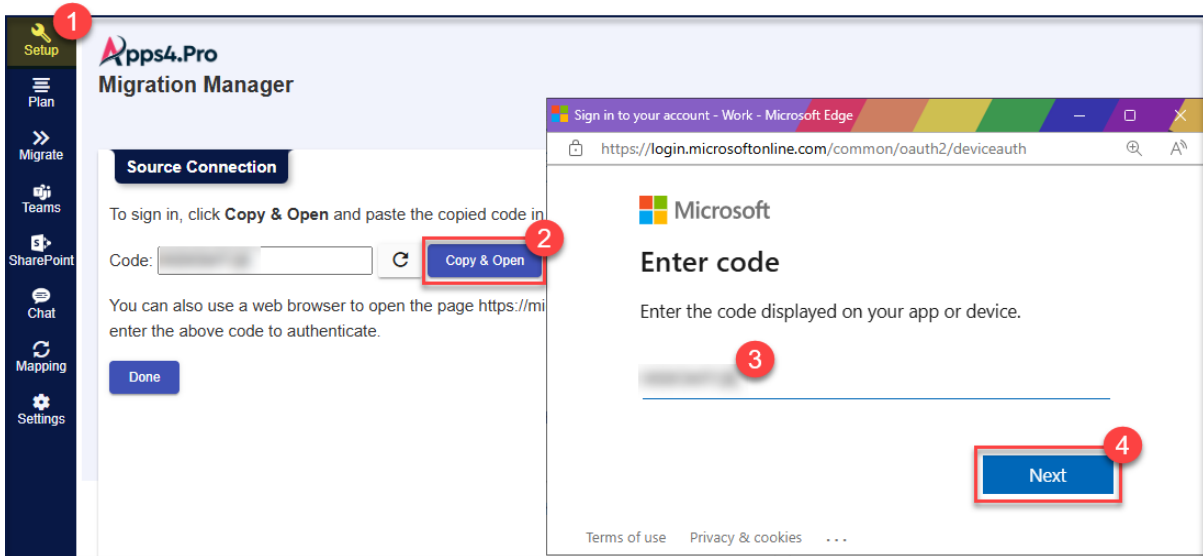 1
Setup
Plan
Migrate
Teams
SharePoint
Chat
Mapping
Settings
Apps4.Pro
Migration Manager
Source Connection
To sign in, click Copy & Open and paste the copied code in
Code:
Copy & Open
2
You can also use a web browser to open the page https://mi
enter the above code to authenticate.
Done
Sign in to your account - Work - Microsoft Edge
https://login.microsoftonline.com/common/oauth2/deviceauth
Microsoft
Enter code
Enter the code displayed on your app or device.
3
4
Next
Terms of use Privacy & cookies ...